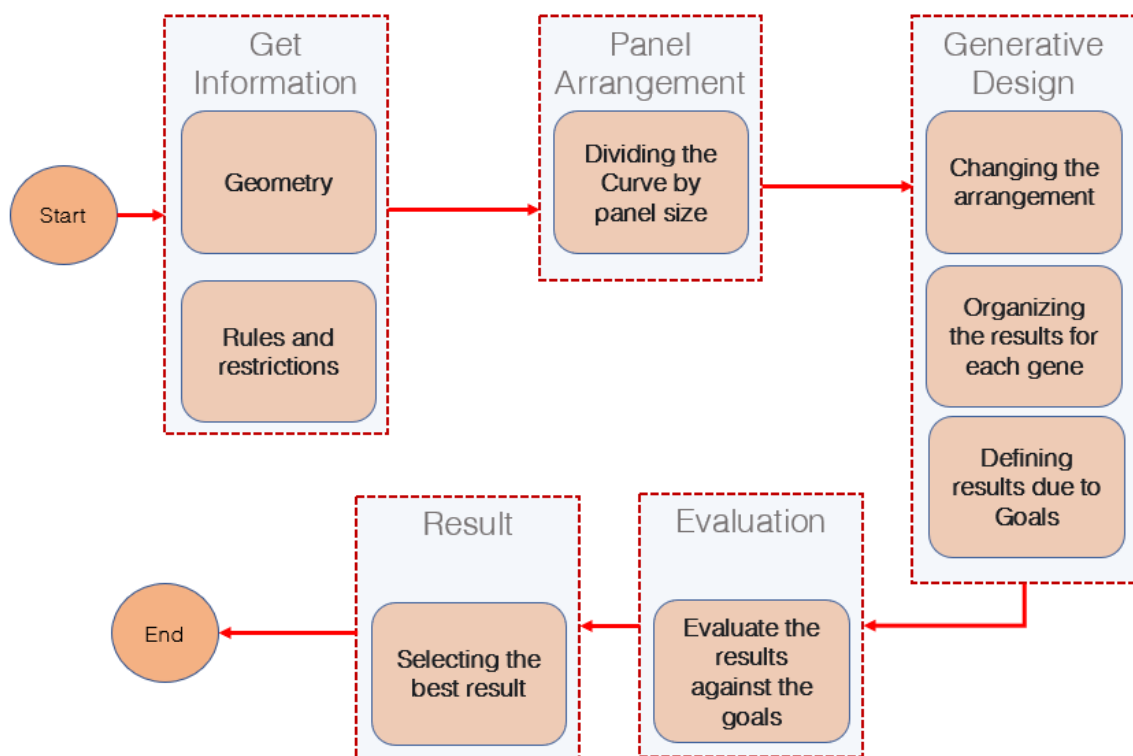 Start
Get
Information
Geometry
Rules and
restrictions
Panel
Arrangement
Dividing the
Curve by
panel size
Generative
Design
Changing the
arrangement
Organizing
the results for
each gene
Defining
results due to
Goals
Evaluation
Evaluate the
results
against the
goals
Result
Selecting the
best result
End